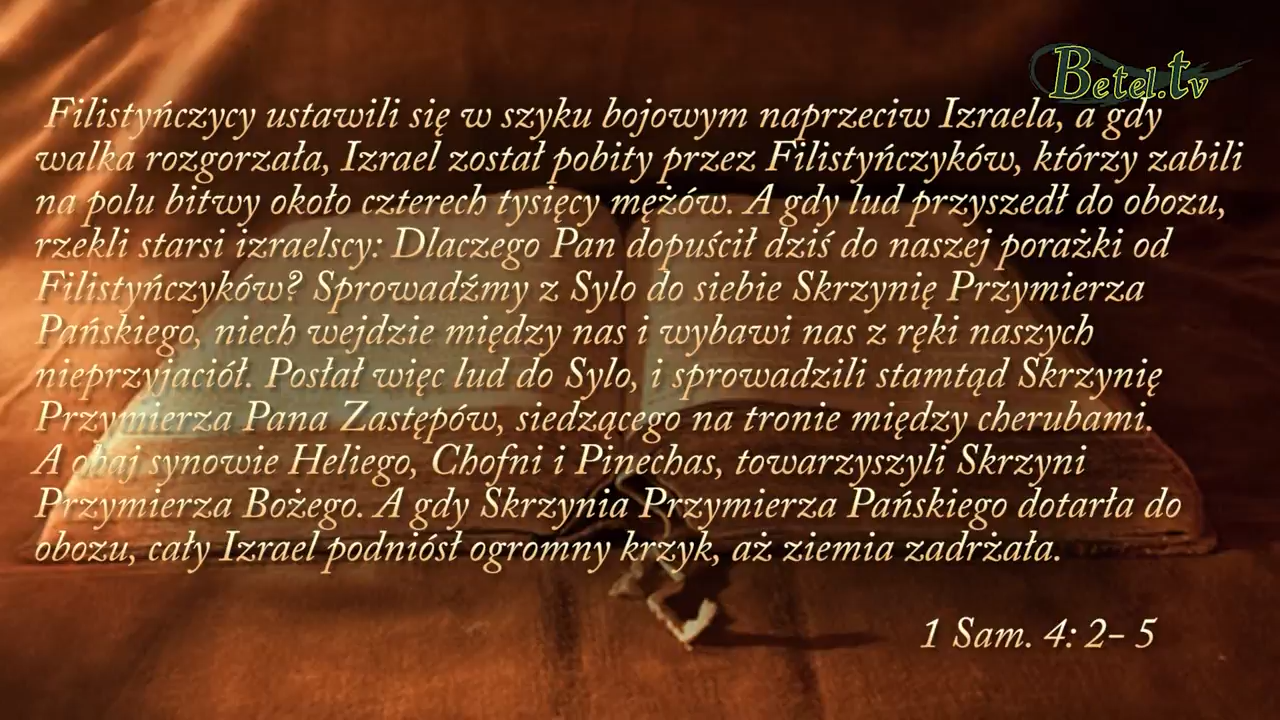 Betel.tv
Filistyńczycy ustawili się w szyku bojowym naprzeciw Izraela, a gdy
walka rozgorzała, Izrael został pobity przez Filistyńczyków, którzy zabili
na polu bitwy około czterech tysięcy mężów. A gdy lud przyszedł do obozu,
rzekli starsi izraelscy: Dlaczego Pan dopuścił dziś do naszej porażki od
Filistyńczyków? Sprowadźmy z Sylo do siebie Skrzynię Przymierza
Pańskiego, niech wejdzie między nas i wybawi nas z ręki naszych
nieprzyjaciół. Posłał więc lud do Sylo, i sprowadzili stamtąd Skrzynię
Przymierza Pana Zastępów, siedzącego na tronie między cherubami.
A obaj synowie Heliego, Chofni i Pinechas, towarzyszyli Skrzyni
Przymierza Bożego. A gdy Skrzynia Przymierza Pańskiego dotarła do
obozu, cały Izrael podniósł ogromny krzyk, aż ziemia zadrżała.
1 Sam. 4: 2- 5